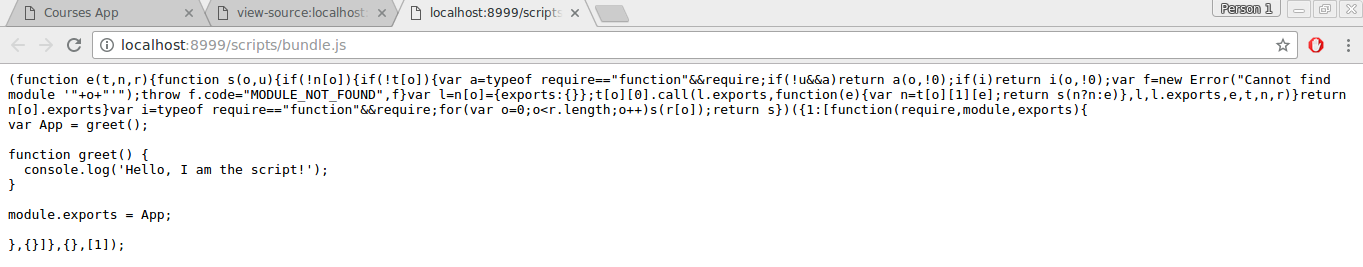 Courses App
view-source:localhost:
localhost:8999/scripts
Person 1
localhost:8999/scripts/bundle.js
(function e(t,n,r){function s(o,u){if(!n[o]){if(!t[o]){var a=typeof require=="function"&&require;if(!u&&a)return a(o,!0);if(i)return i(o,!0);var f=new Error("Cannot find
module '"+o+"'");throw f.code="MODULE_NOT_FOUND",f}var l=n[o]={exports:{}};t[o][0].call(l.exports,function(e){var n=t[o][1][e];return s(n?n:e)},l,l.exports,e,t,n,r)}return
n[o].exports}var i=typeof require=="function"&&require;for(var o=0;o<r.length;o++)s(r[o]);return s})({1:[function(require,module,exports){
var App = greet();
function greet() {
  console.log('Hello, I am the script!');
}
module.exports = App;
},{}]},{},[1]);